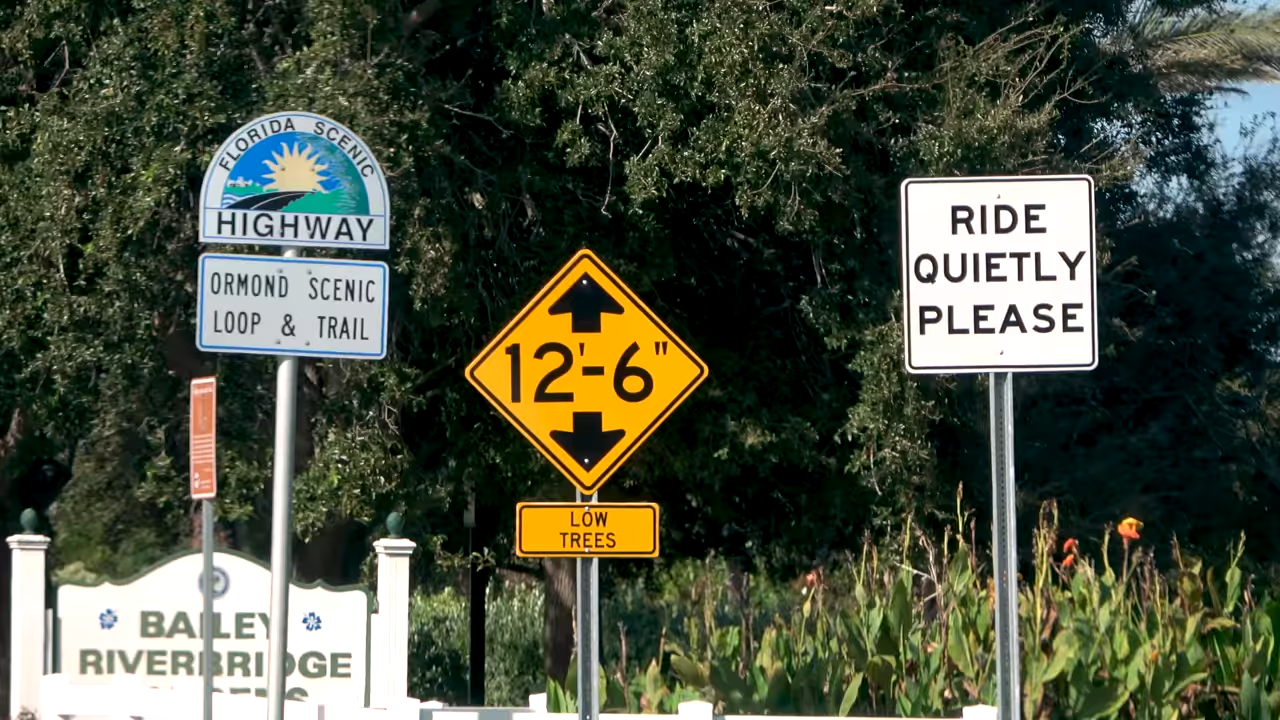 FLORIDA SCENIC
HIGHWAY
ORMOND SCENIC
LOOP & TRAIL
12'-6"
LOW
TREES
RIDE
QUIETLY
PLEASE
BAILEY
RIVERBRIDGE